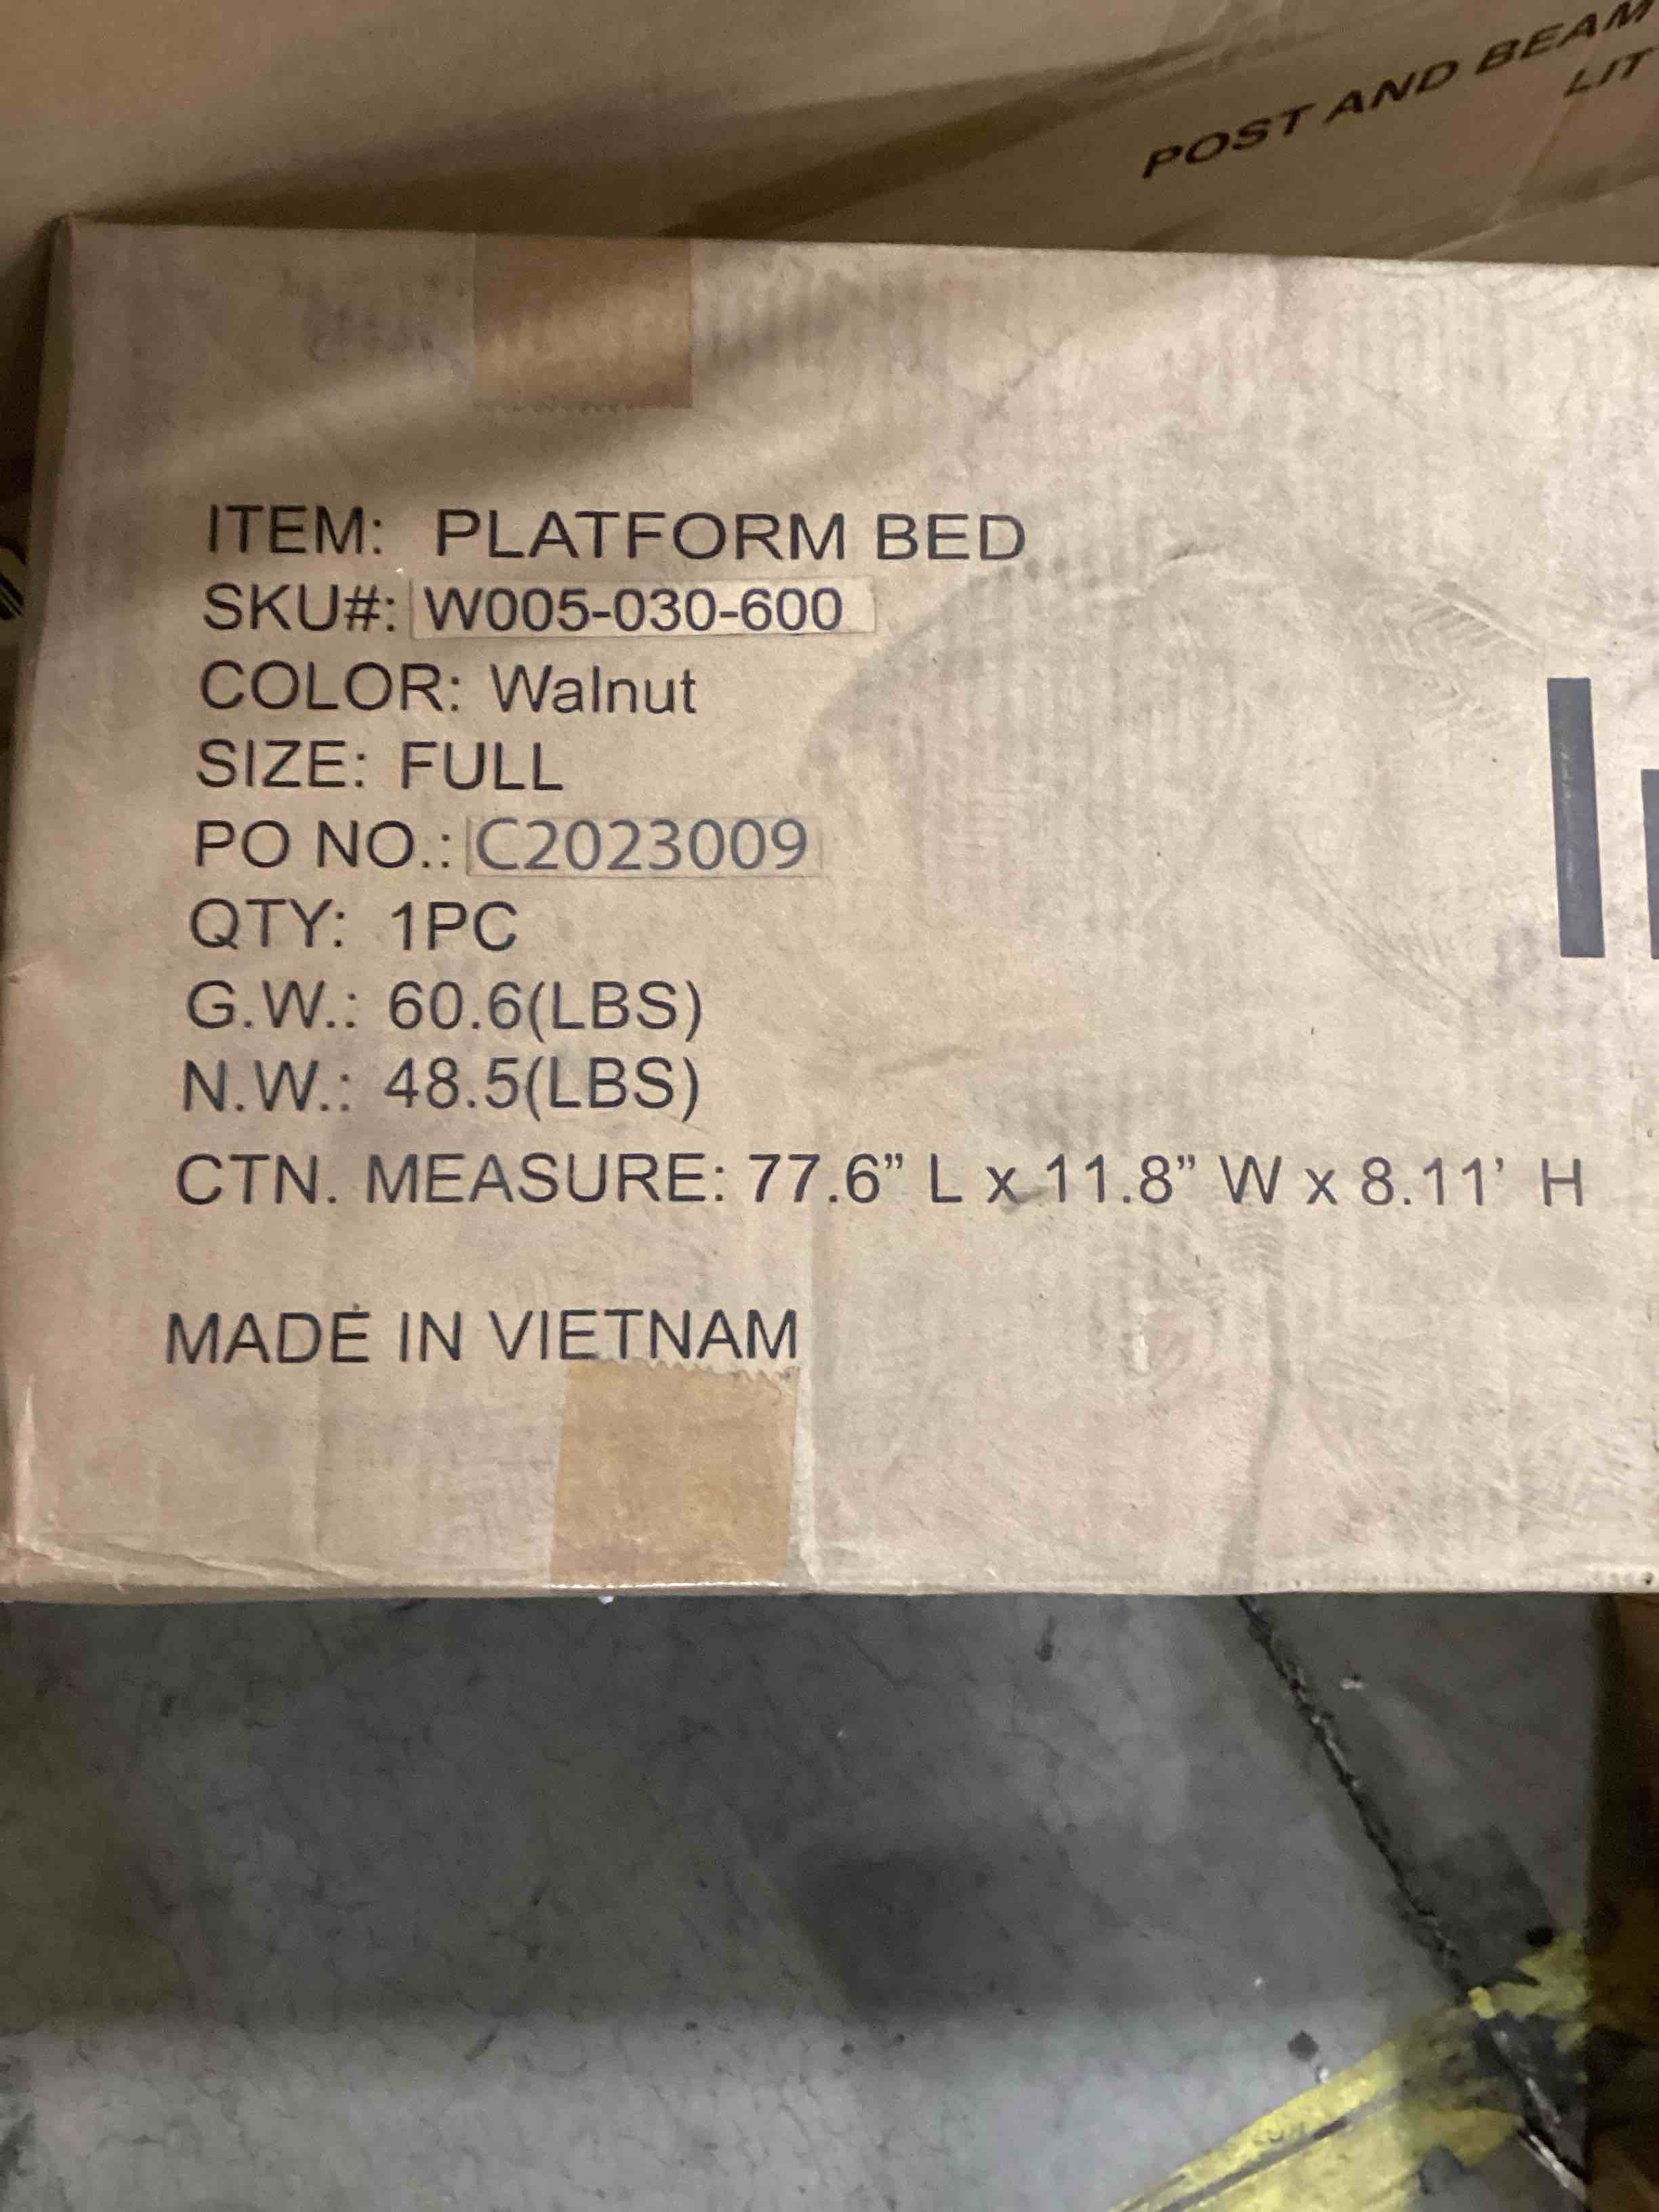 POST AND BEAM
LIT
ITEM: PLATFORM BED
SKU#: W005-030-600
COLOR: Walnut
SIZE: FULL
PO NO.: C2023009
QTY: 1PC
G.W.: 60.6(LBS)
N.W.: 48.5(LBS)
CTN. MEASURE: 77.6” L x 11.8” W x 8.11’ H
MADE IN VIETNAM